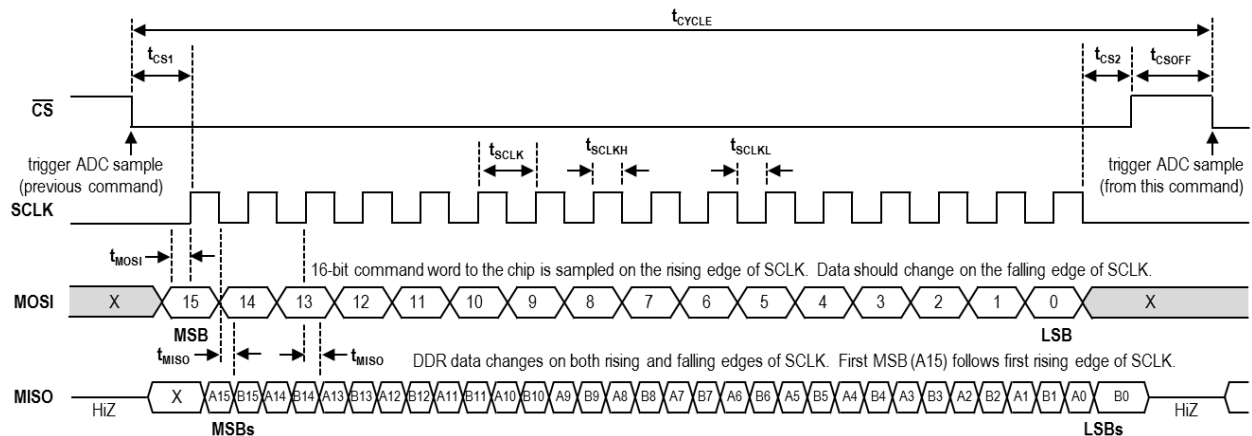 tCYCLE
tCS1 tCS2 tCSOFF
CS
trigger ADC sample
(previous command)
tSCLK tSCLKH tSCLKL
trigger ADC sample
(from this command)
SCLK
tMOSI
16-bit command word to the chip is sampled on the rising edge of SCLK. Data should change on the falling edge of SCLK.
MOSI X 15 14 13 12 11 10 9 8 7 6 5 4 3 2 1 0 X
MSB LSB
tMISO tMISO DDR data changes on both rising and falling edges of SCLK. First MSB (A15) follows first rising edge of SCLK.
MISO HiZ X A15 B15 A14 B14 A13 B13 A12 B12 A11 B11 A10 B10 A9 B9 A8 B8 A7 B7 A6 B6 A5 B5 A4 B4 A3 B3 A2 B2 A1 B1 A0 B0 HiZ
MSBs LSBs